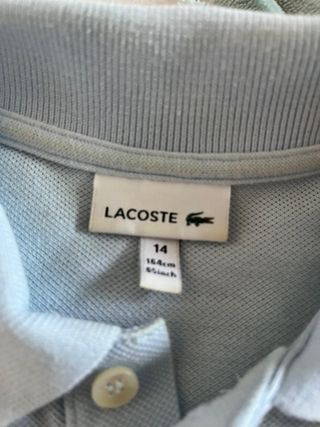 LACOSTE
14
164cm
65inch